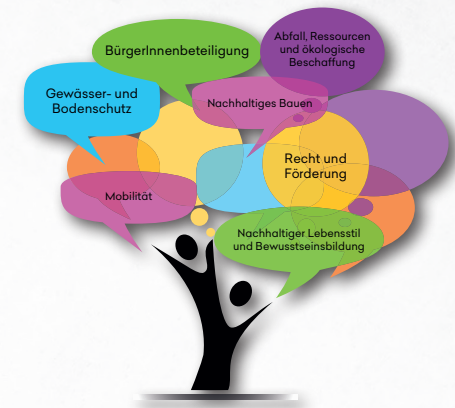 Abfall, Ressourcen
und ökologische
Beschaffung
BürgerInnenbeteiligung
Gewässer- und
Bodenschutz
Nachhaltiges Bauen
Recht und
Förderung
Mobilität
Nachhaltiger Lebensstil
und Bewusstseinsbildung